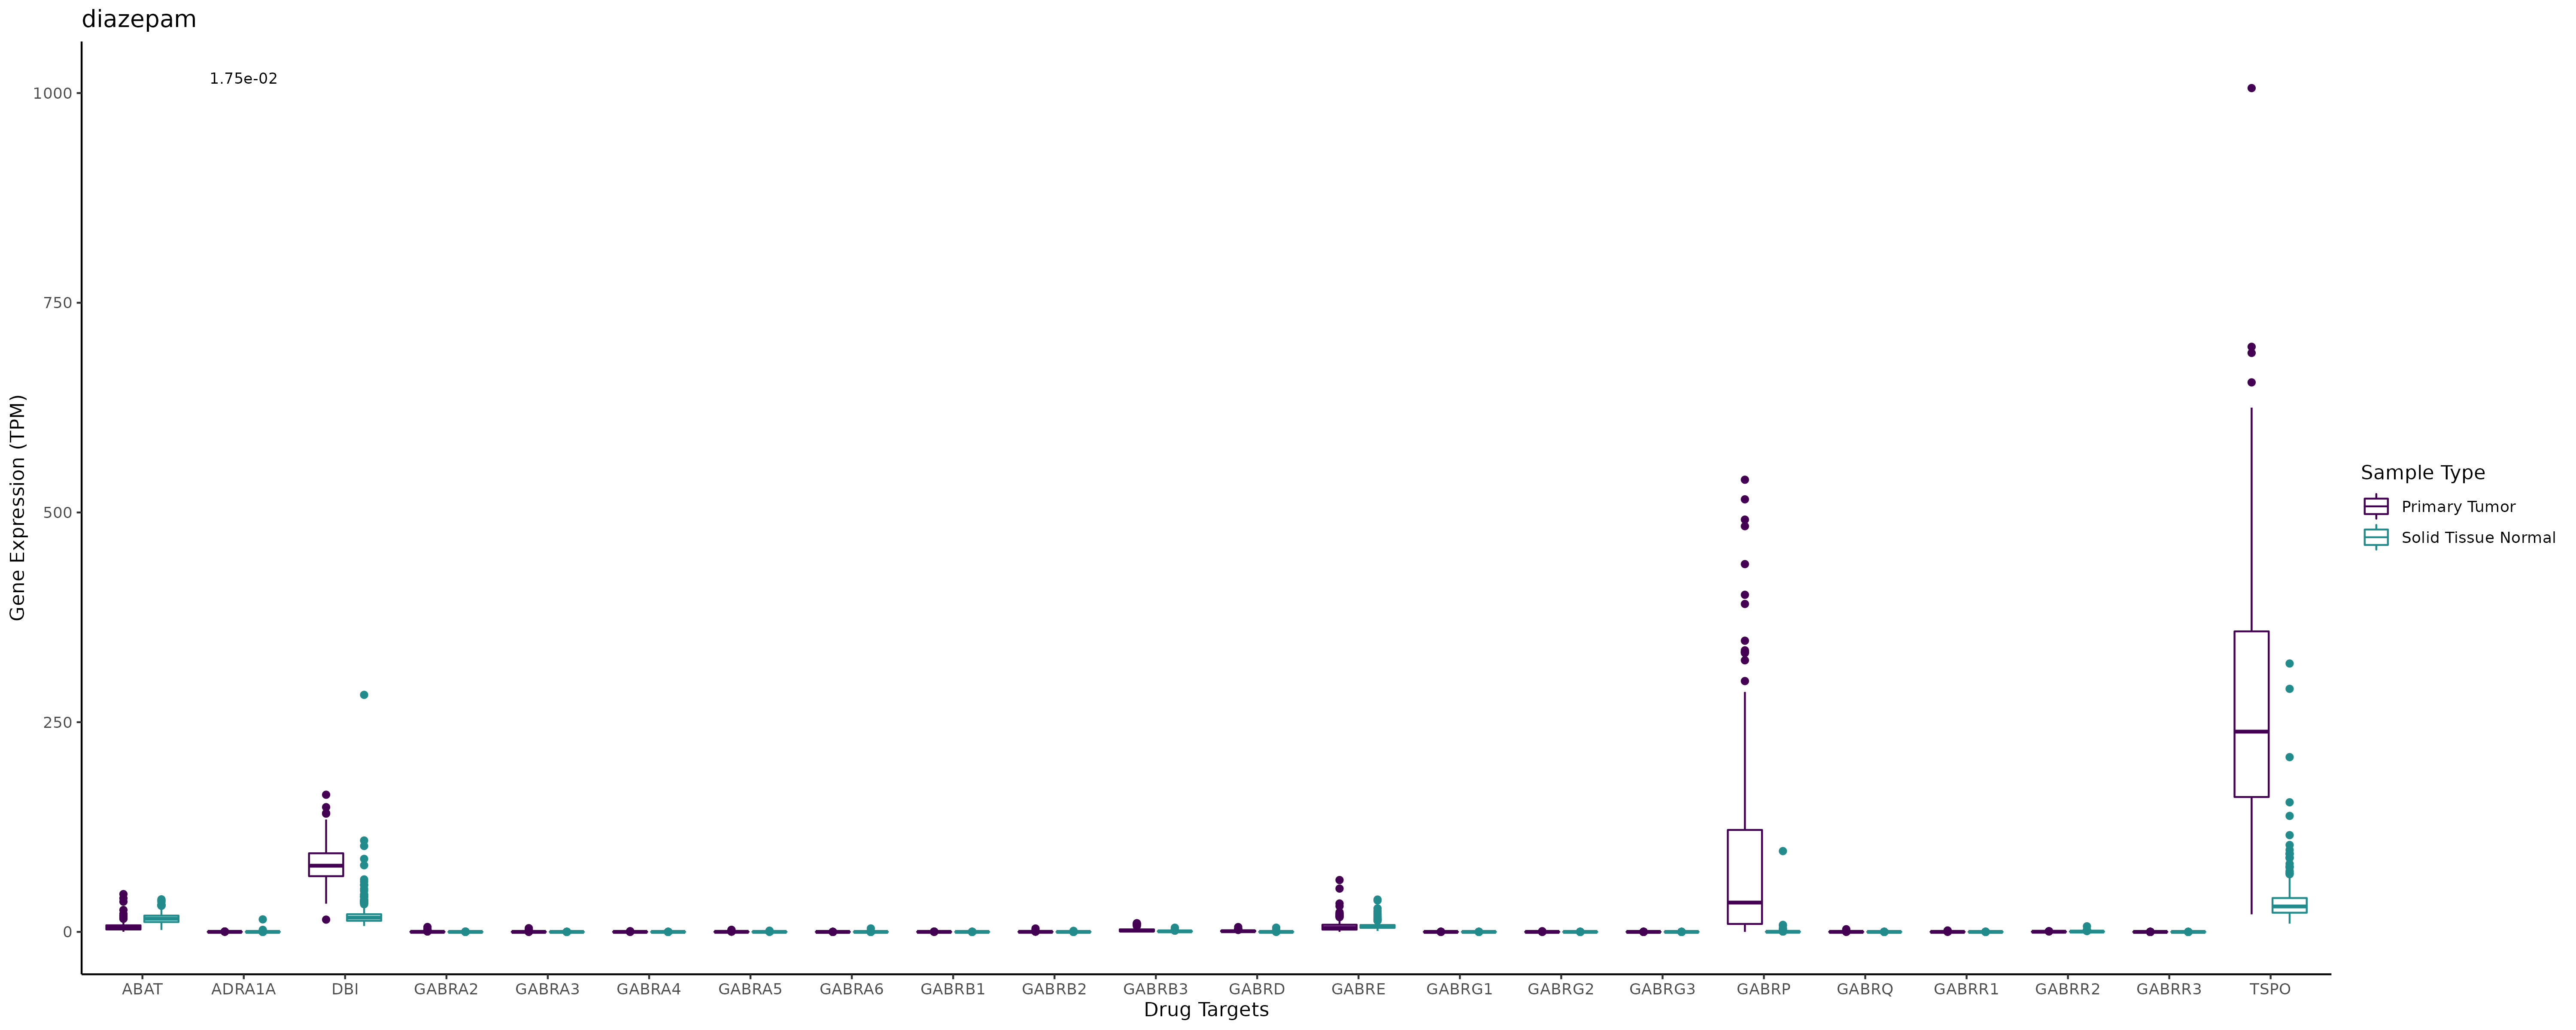 diazepam
1.75e-02
1000
750
500
250
0
Gene Expression (TPM)
ABAT ADRA1A DBI GABRA2 GABRA3 GABRA4 GABRA5 GABRA6 GABRB1 GABRB2 GABRB3 GABRD GABRE GABRG1 GABRG2 GABRG3 GABRP GABRQ GABRR1 GABRR2 GABRR3 TSPO
Drug Targets
Sample Type
Primary Tumor
Solid Tissue Normal